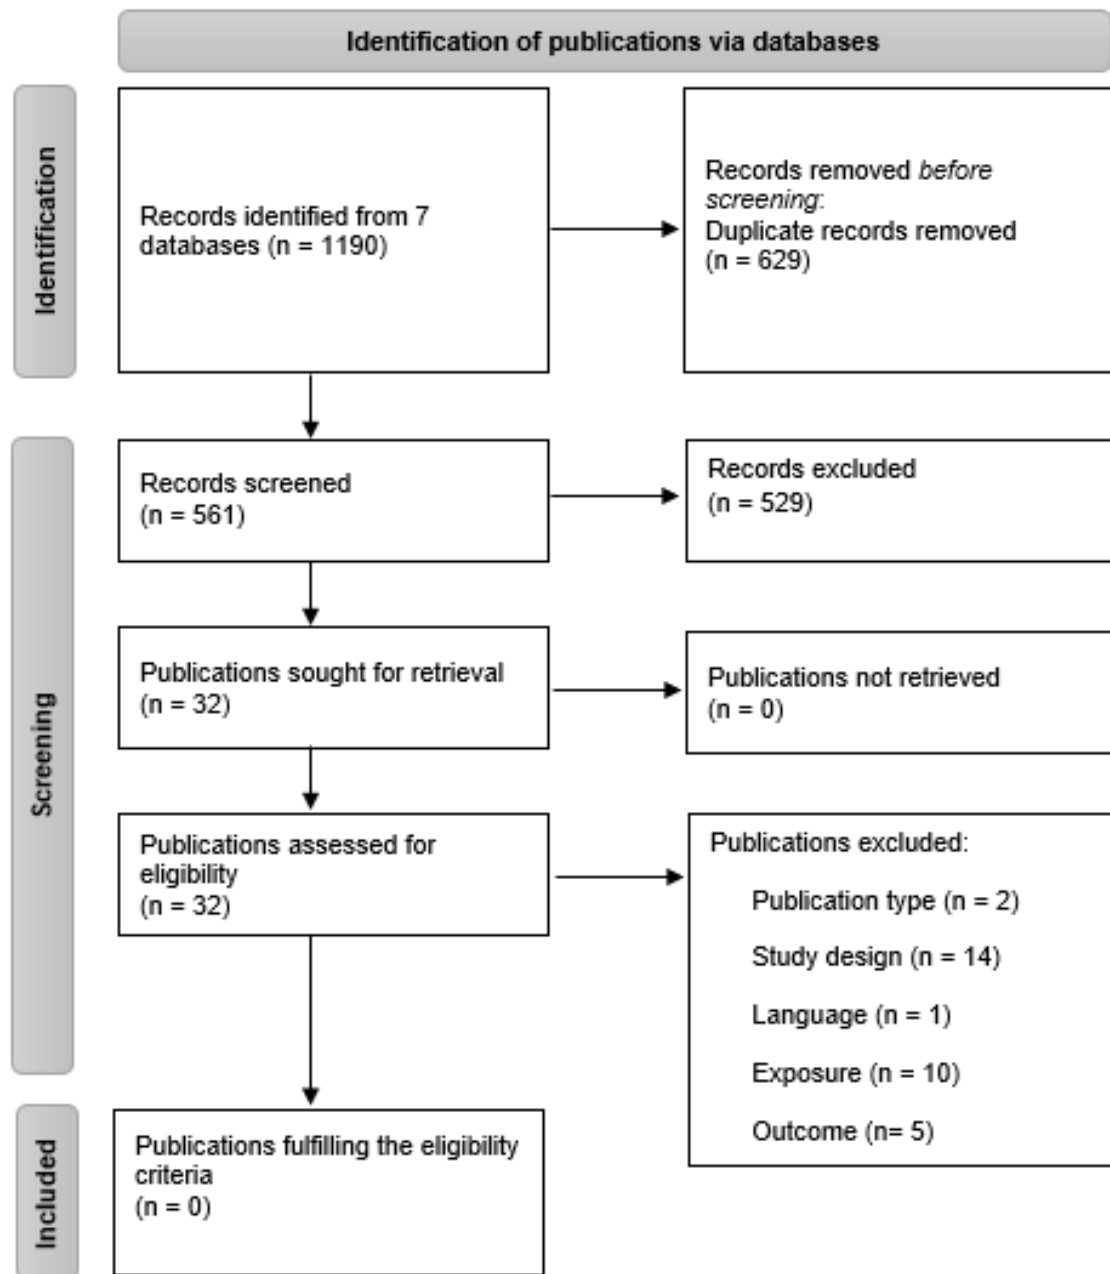 Identification of publications via databases
Identification
Records identified from 7
databases (n = 1190)
Records removed before
screening:
Duplicate records removed
(n = 629)
Screening
Records screened
(n = 561)
Records excluded
(n = 529)
Publications sought for retrieval
(n = 32)
Publications not retrieved
(n = 0)
Publications assessed for
eligibility
(n = 32)
Publications excluded:
Publication type (n = 2)
Study design (n = 14)
Language (n = 1)
Exposure (n = 10)
Outcome (n= 5)
Included
Publications fulfilling the eligibility
criteria
(n = 0)